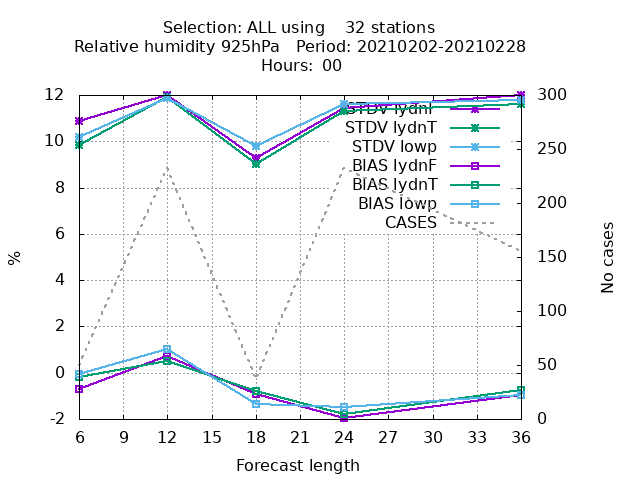 Selection: ALL using    32 stations
Relative humidity 925hPa   Period: 20210202-20210228
Hours: 00
12
10
8
6
4
2
0
-2
%
STDV lydnF
STDV lydnT
STDV lowp
BIAS lydnF
BIAS lydnT
BIAS lowp
CASES
300
250
200
150
100
50
0
No cases
6 9 12 15 18 21 24 27 30 33 36
Forecast length